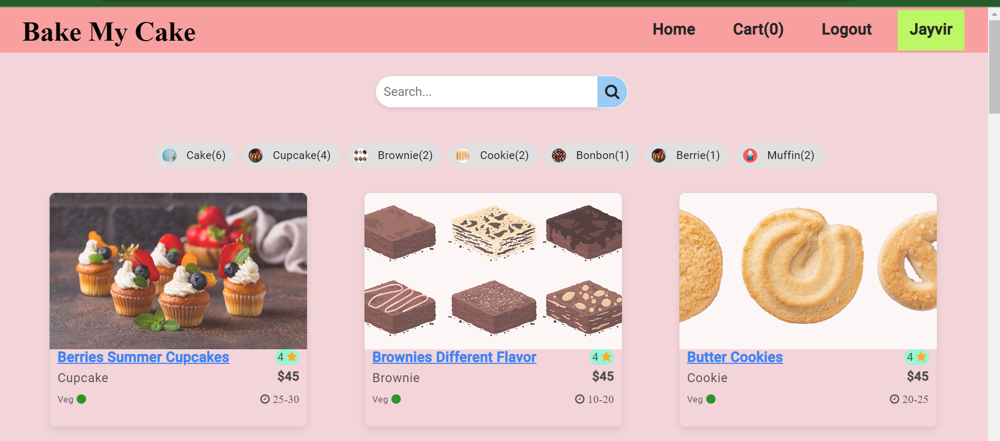 Bake My Cake
Home Cart(0) Logout Jayvir
Search...
Cake(6) Cupcake(4) Brownie(2) Cookie(2) Bonbon(1) Berrie(1) Muffin(2)
Berries Summer Cupcakes 4
Cupcake $45
Veg 25-30
Brownies Different Flavor 4
Brownie $45
Veg 10-20
Butter Cookies 4
Cookie $45
Veg 20-25